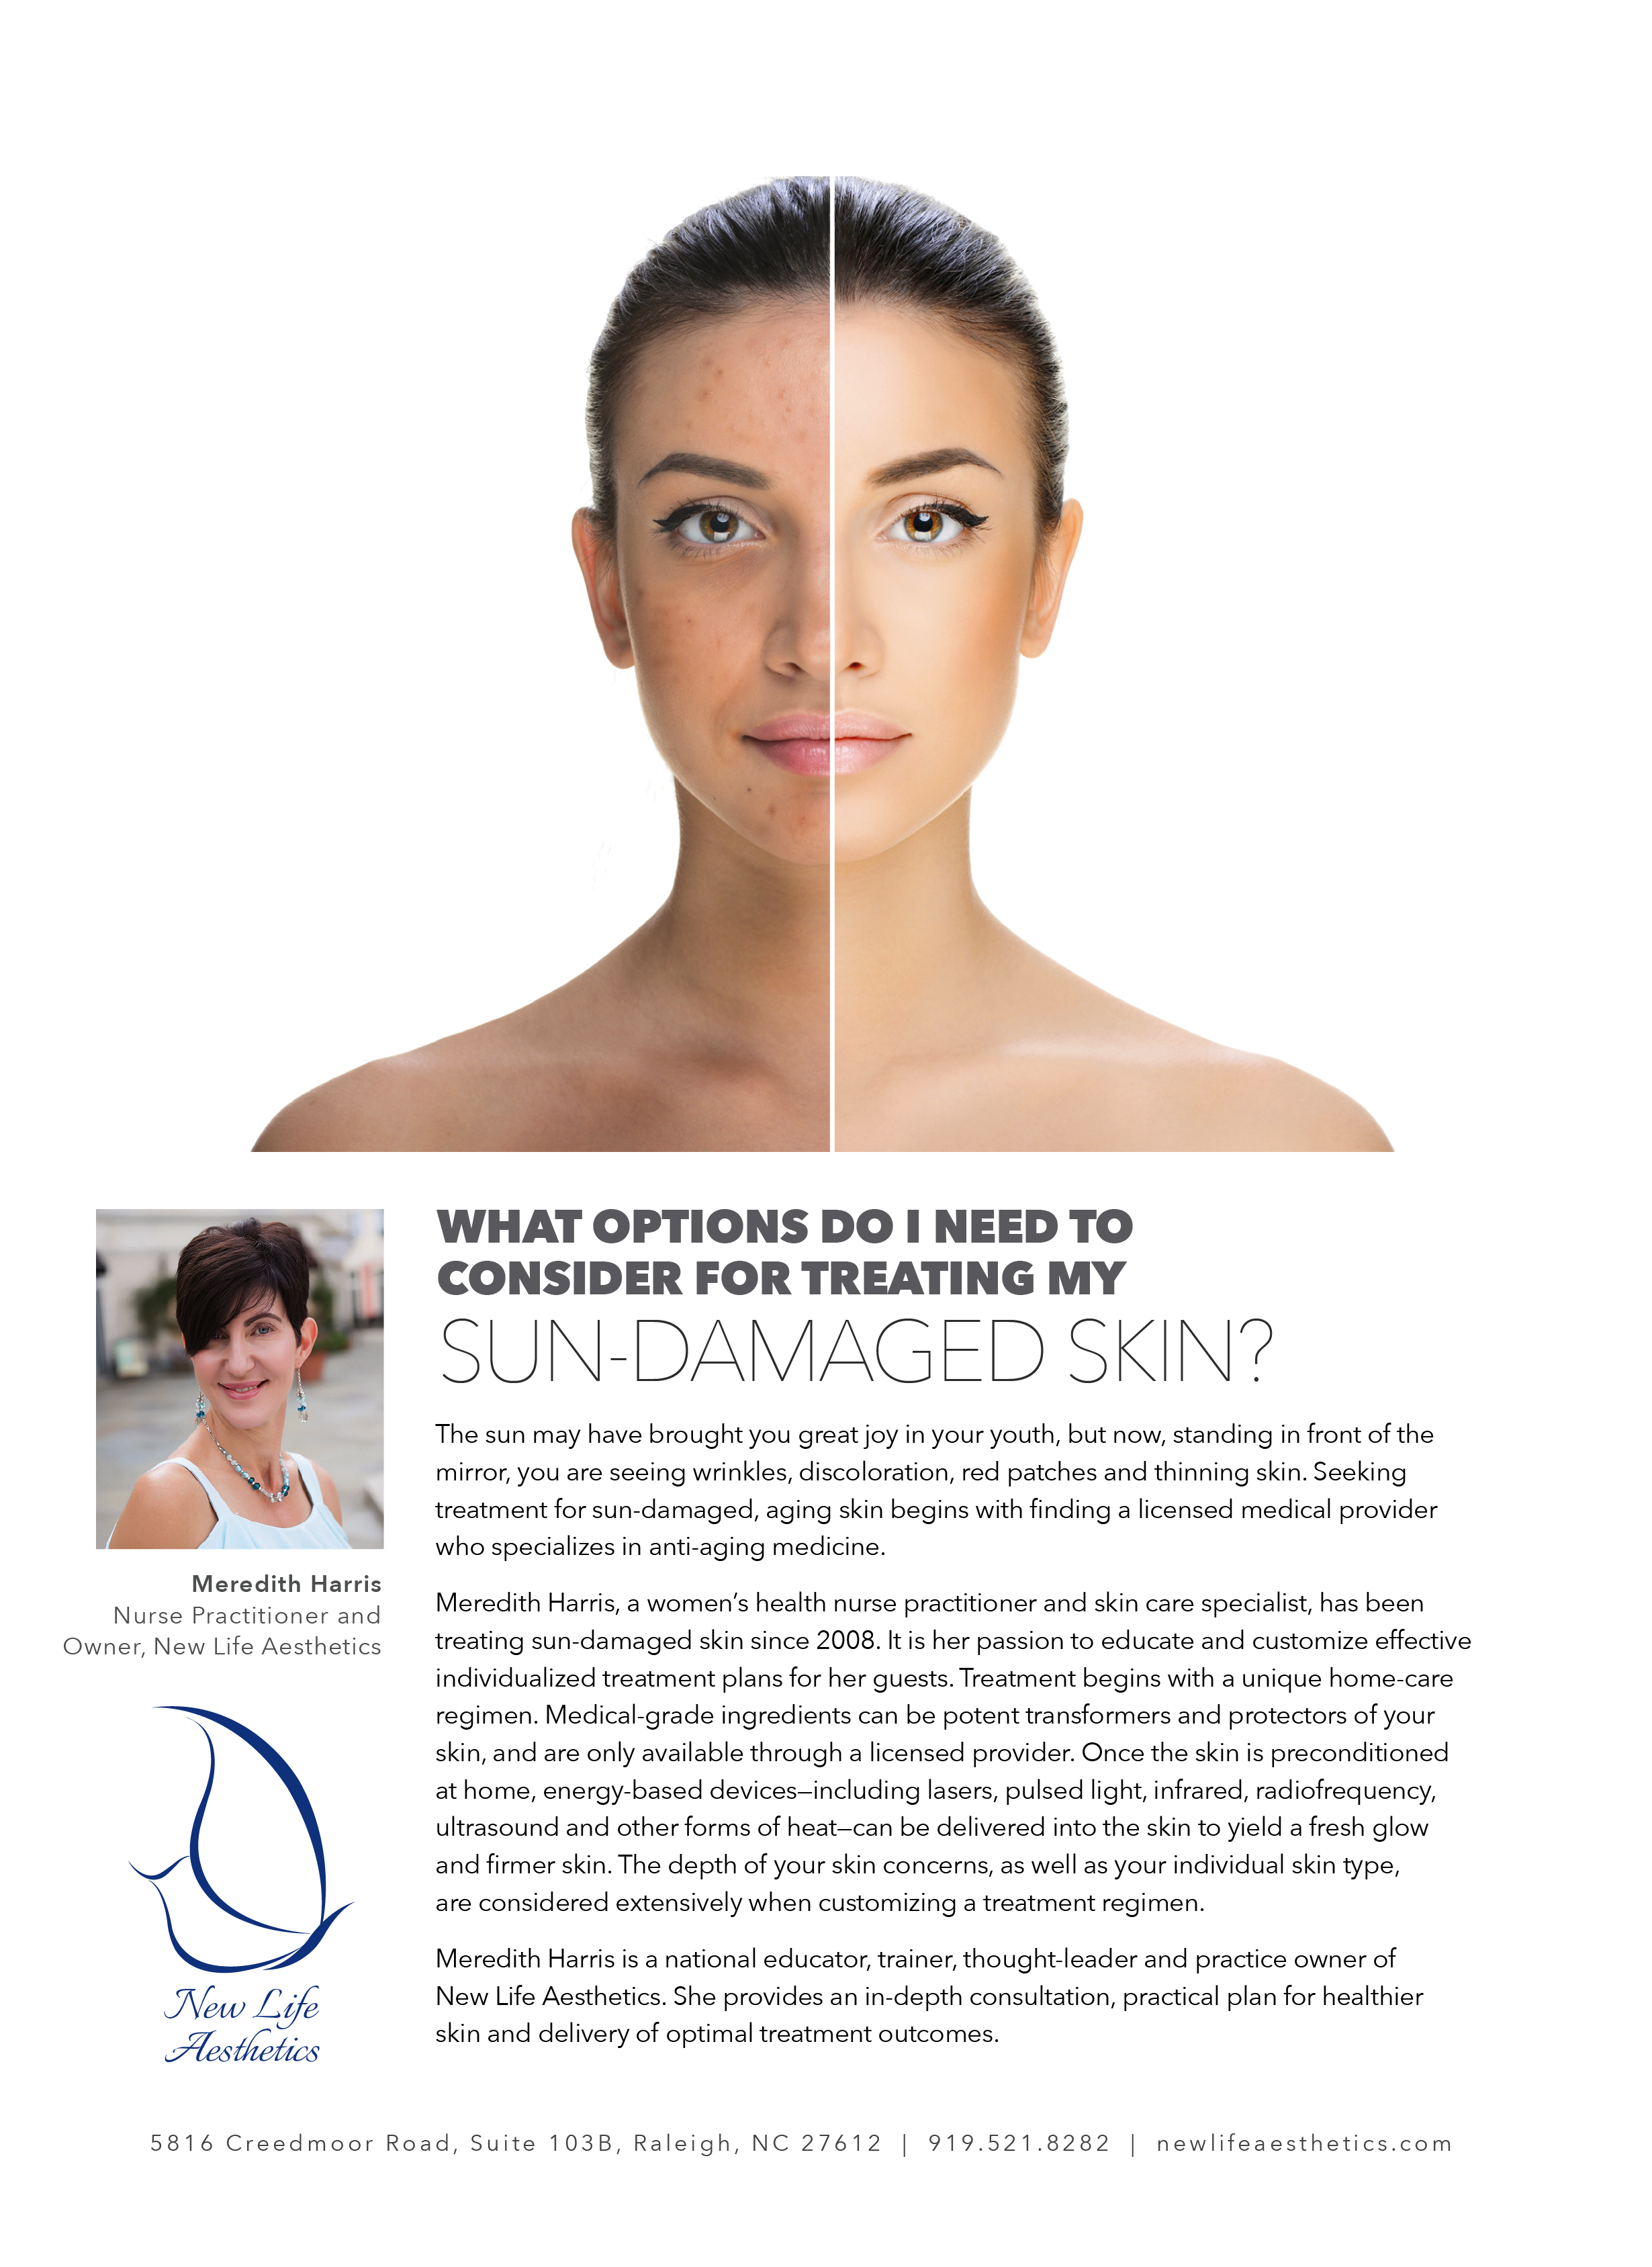 WHAT OPTIONS DO I NEED TO
CONSIDER FOR TREATING MY
SUN-DAMAGED SKIN?
The sun may have brought you great joy in your youth, but now, standing in front of the
mirror, you are seeing wrinkles, discoloration, red patches and thinning skin. Seeking
treatment for sun-damaged, aging skin begins with finding a licensed medical provider
who specializes in anti-aging medicine.
Meredith Harris, a women’s health nurse practitioner and skin care specialist, has been
treating sun-damaged skin since 2008. It is her passion to educate and customize effective
individualized treatment plans for her guests. Treatment begins with a unique home-care
regimen. Medical-grade ingredients can be potent transformers and protectors of your
skin, and are only available through a licensed provider. Once the skin is preconditioned
at home, energy-based devices—including lasers, pulsed light, infrared, radiofrequency,
ultrasound and other forms of heat—can be delivered into the skin to yield a fresh glow
and firmer skin. The depth of your skin concerns, as well as your individual skin type,
are considered extensively when customizing a treatment regimen.
Meredith Harris is a national educator, trainer, thought-leader and practice owner of
New Life Aesthetics. She provides an in-depth consultation, practical plan for healthier
skin and delivery of optimal treatment outcomes.
Meredith Harris
Nurse Practitioner and
Owner, New Life Aesthetics
New Life
Aesthetics
5816 Creedmoor Road, Suite 103B, Raleigh, NC 27612 | 919.521.8282 | newlifeaesthetics.com